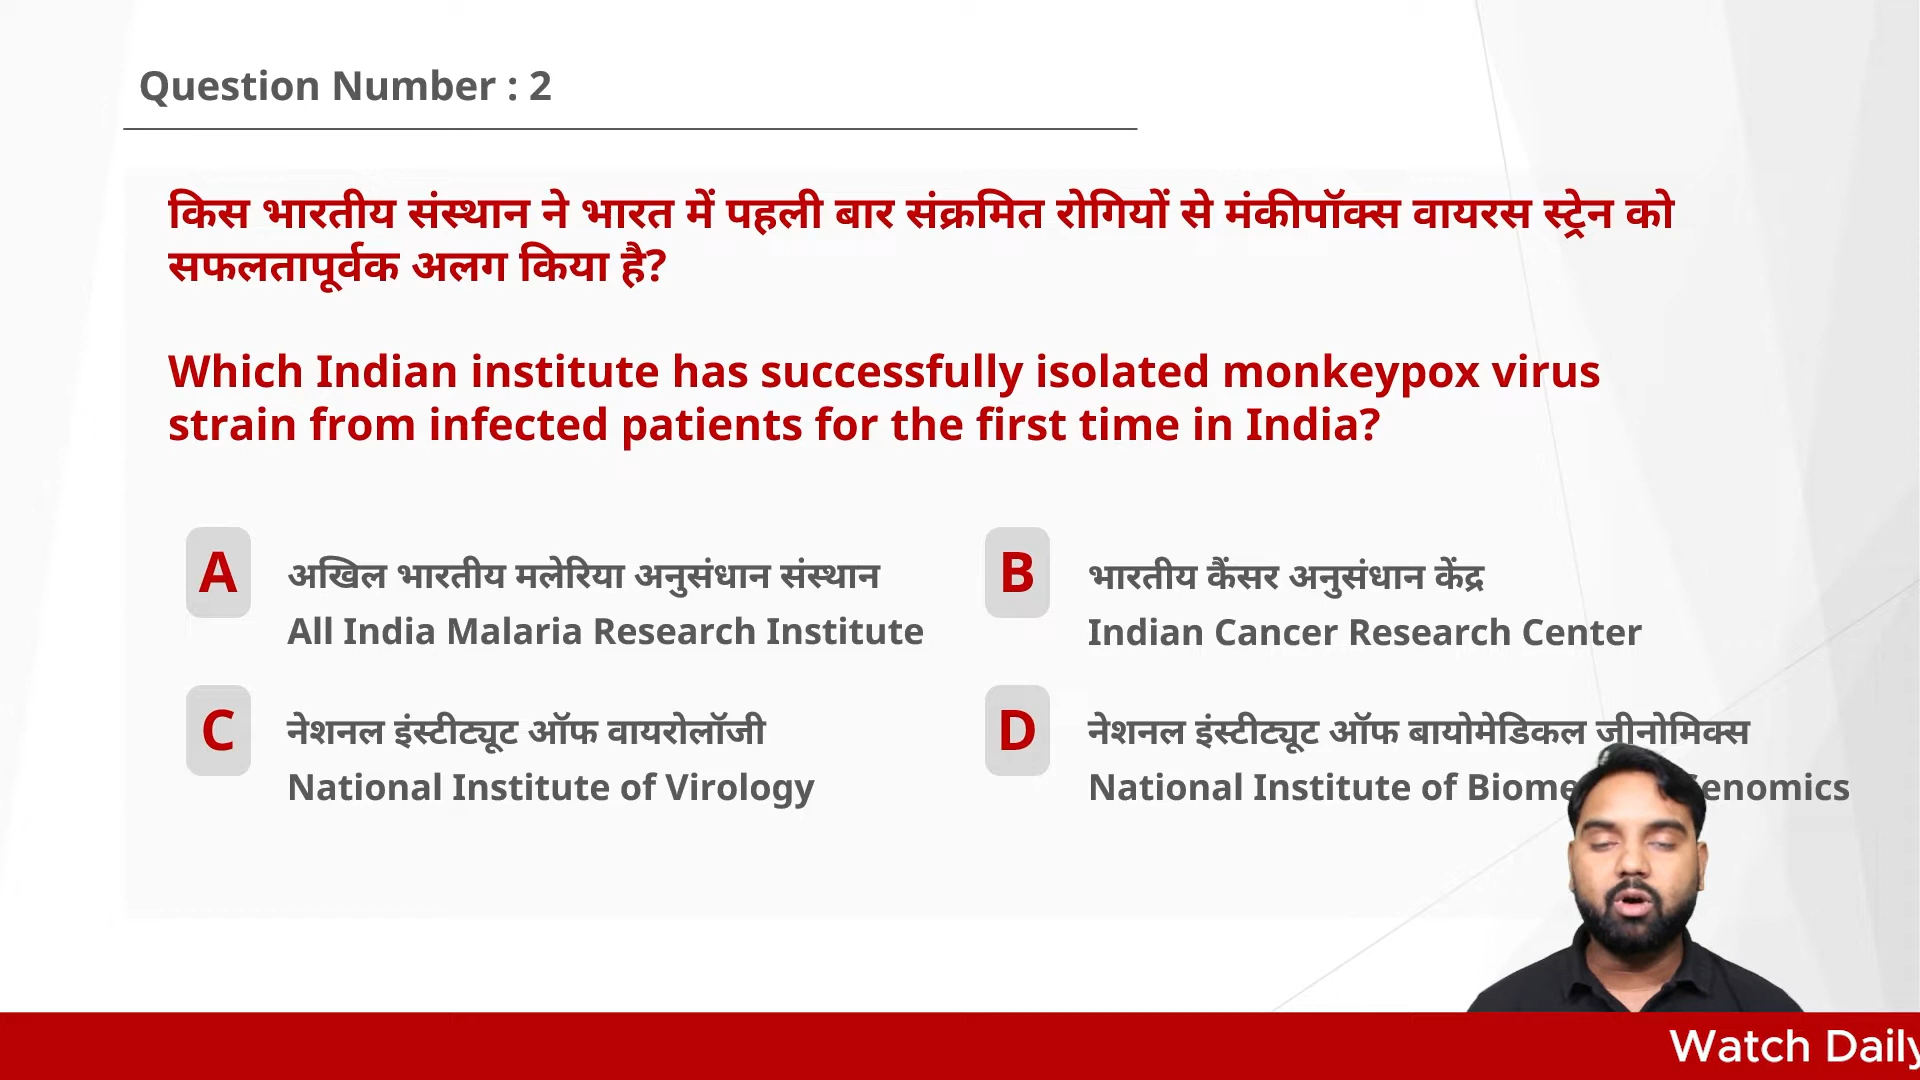 Question Number : 2
किस भारतीय संस्थान ने भारत में पहली बार संक्रमित रोगियों से मंकीपॉक्स वायरस स्ट्रेन को
सफलतापूर्वक अलग किया है?
Which Indian institute has successfully isolated monkeypox virus
strain from infected patients for the first time in India?
A
अखिल भारतीय मलेरिया अनुसंधान संस्थान
All India Malaria Research Institute
B
भारतीय कैंसर अनुसंधान केंद्र
Indian Cancer Research Center
C
नेशनल इंस्टीट्यूट ऑफ वायरोलॉजी
National Institute of Virology
D
नेशनल इंस्टीट्यूट ऑफ बायोमेडिकल जीनोमिक्स
National Institute of
Watch Daily